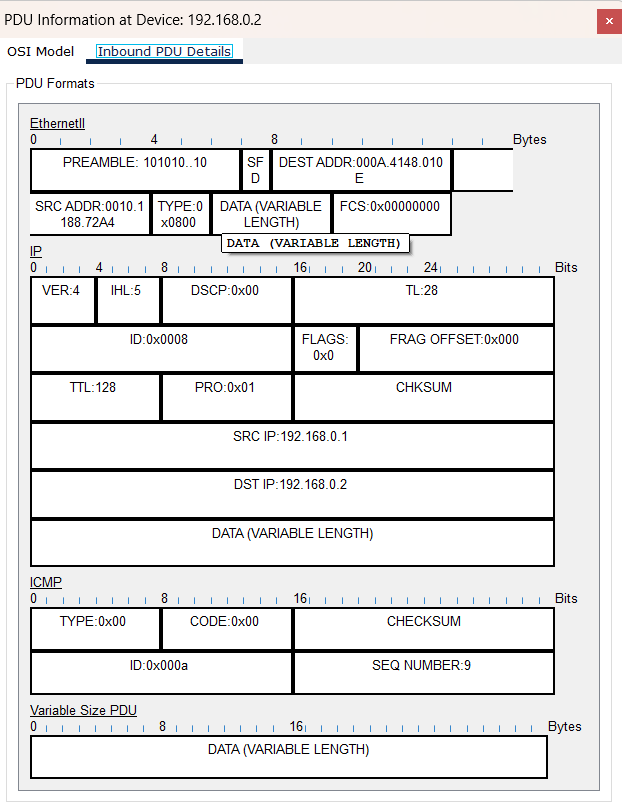 PDU Information at Device: 192.168.0.2
×
OSI Model Inbound PDU Details
PDU Formats
EthernetII
0 4 8 Bytes
PREAMBLE: 101010..10 SF DEST ADDR:000A.4148.010
D E
SRC ADDR:0010.1 TYPE:0 DATA (VARIABLE FCS:0x00000000
188.72A4 x0800 LENGTH)
DATA (VARIABLE LENGTH)
IP
0 4 8 16 20 24 Bits
VER:4 IHL:5 DSCP:0x00 TL:28
ID:0x0008 FLAGS: FRAG OFFSET:0x000
0x0
TTL:128 PRO:0x01 CHKSUM
SRC IP:192.168.0.1
DST IP:192.168.0.2
DATA (VARIABLE LENGTH)
ICMP
0 8 16 Bits
TYPE:0x00 CODE:0x00 CHECKSUM
ID:0x000a SEQ NUMBER:9
Variable Size PDU
0 8 16 Bytes
DATA (VARIABLE LENGTH)